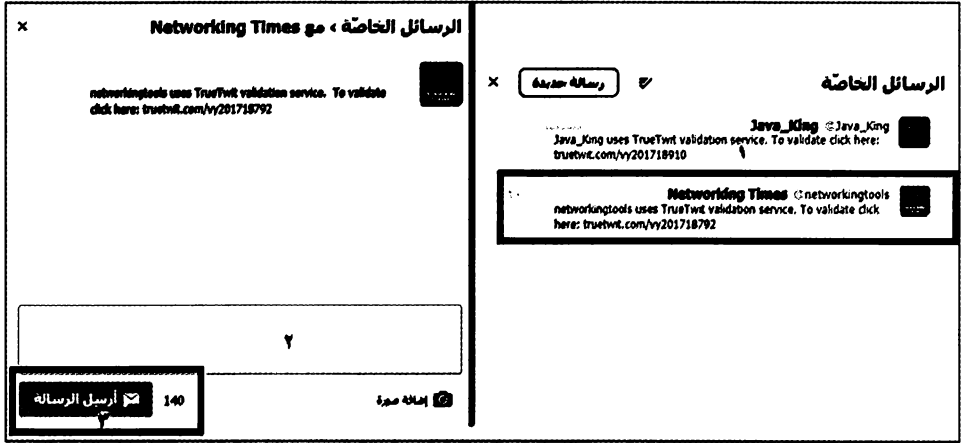 الرسائل الخاصّة
رسالة جديدة
×
Java_King @Java_King
Java_King uses TrueTwit validation service. To validate click here:
truetwit.com/vy201718910
١
Networking Times @networkingtools
networkingtools uses TrueTwit validation service. To validate click
here: truetwit.com/vy201718792
الرسائل الخاصّة › مع Networking Times
×
networkingtools uses TrueTwit validation service. To validate
click here: truetwit.com/vy201718792
٢
إضافة صورة
140
أرسل الرسالة
٣